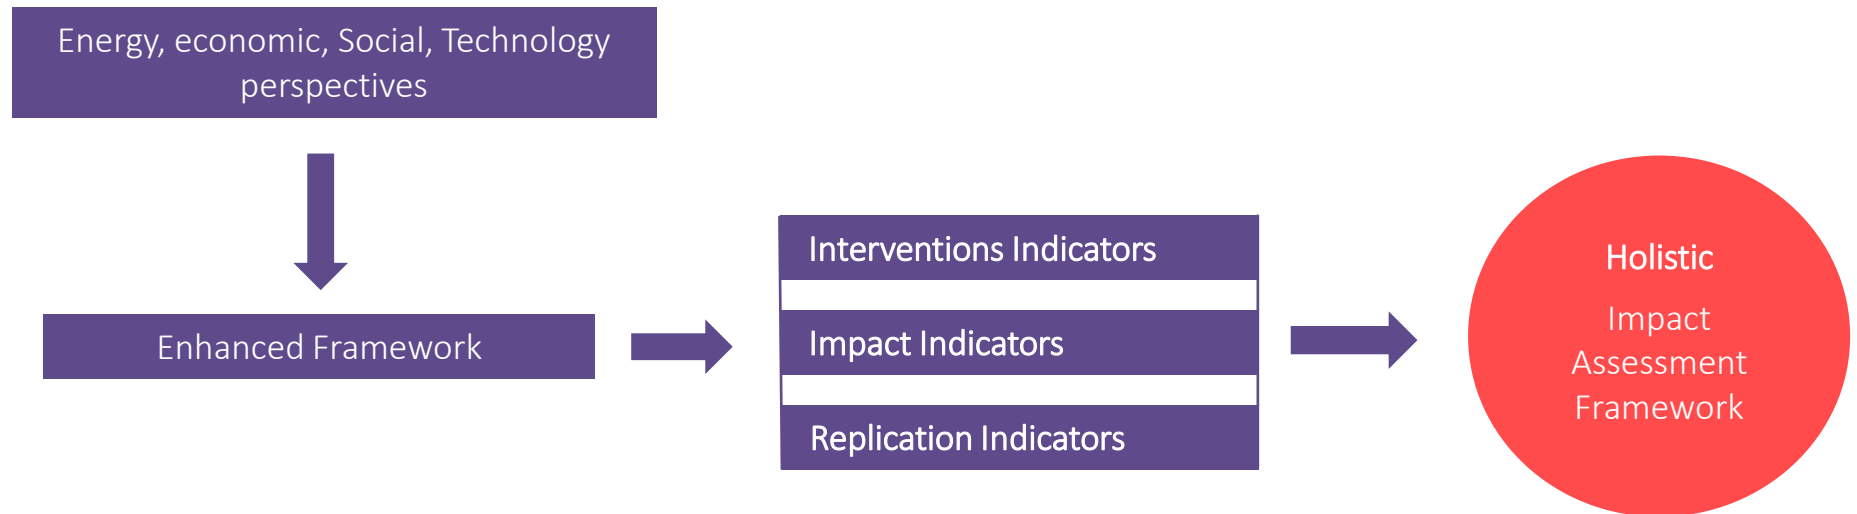 Energy, economic, Social, Technology
perspectives
Enhanced Framework
Interventions Indicators
Impact Indicators
Replication Indicators
Holistic
Impact
Assessment
Framework